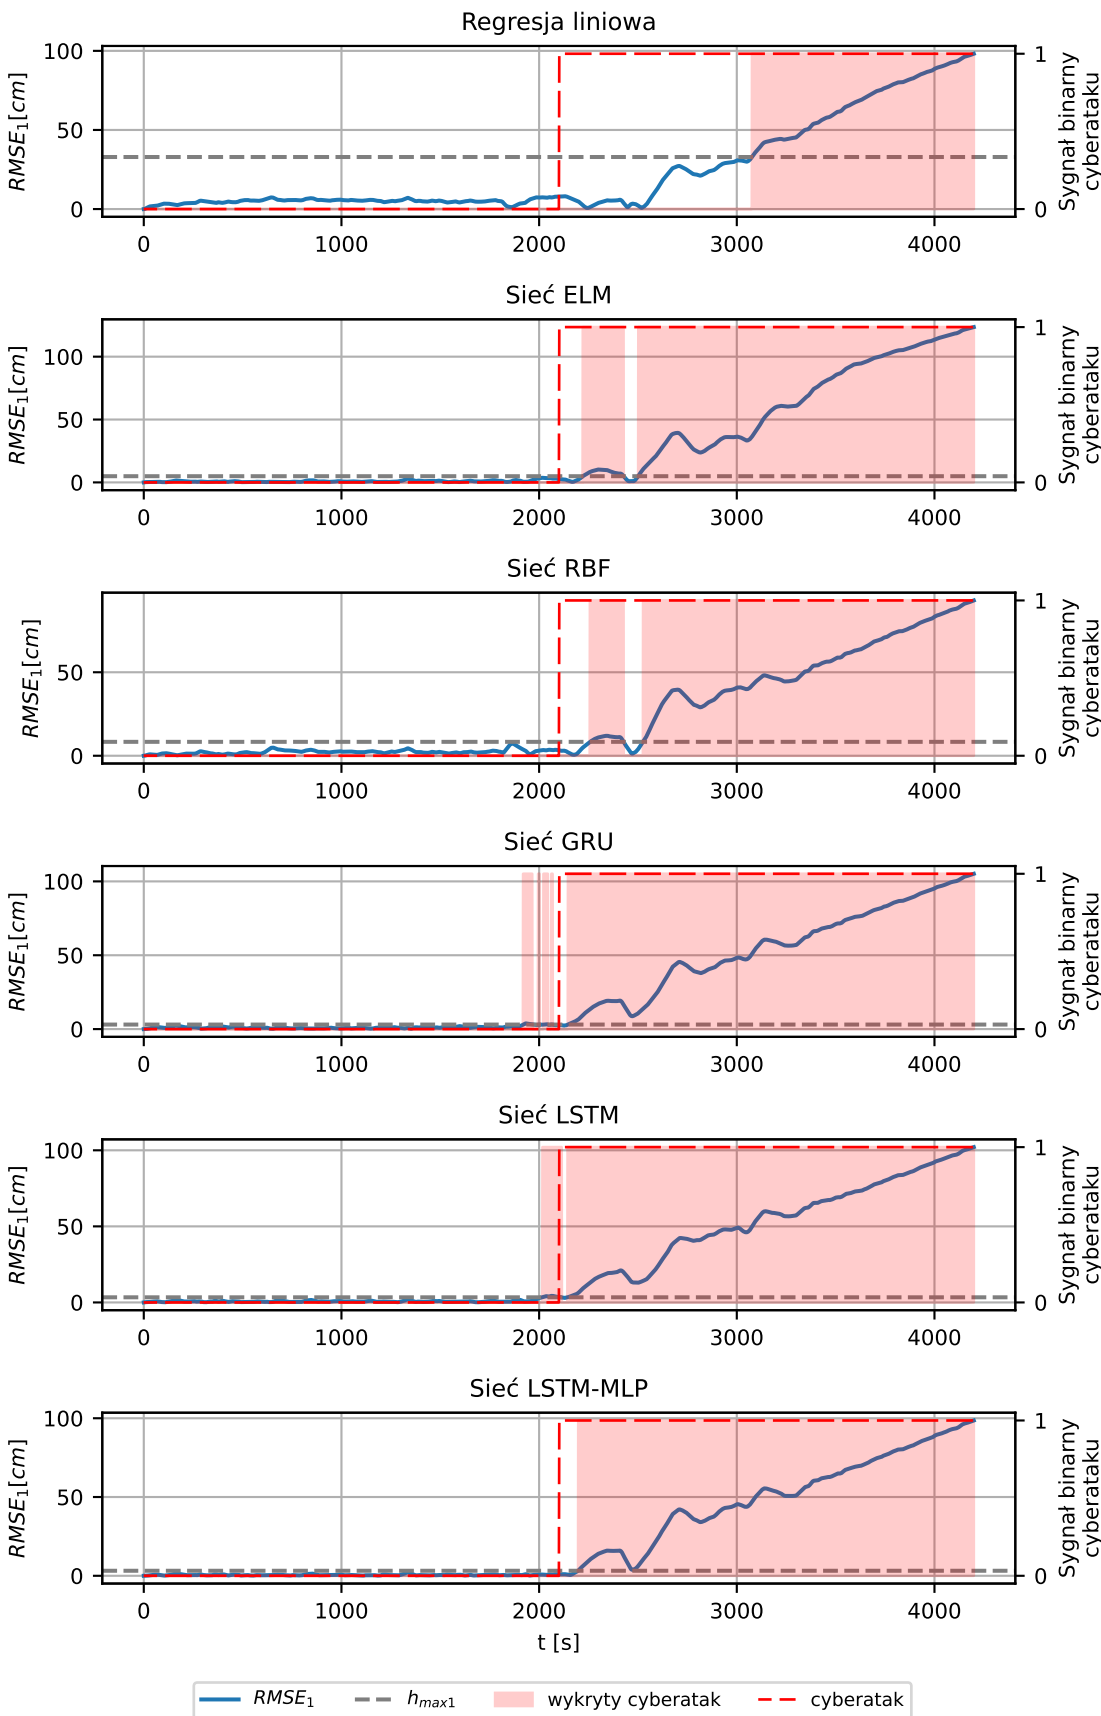 Regresja liniowa
100
50
0
RMSE₁[cm]
1
0
Sygnał binarny
cyberataku
0 1000 2000 3000 4000
Sieć ELM
100
50
0
RMSE₁[cm]
1
0
Sygnał binarny
cyberataku
0 1000 2000 3000 4000
Sieć RBF
50
0
RMSE₁[cm]
1
0
Sygnał binarny
cyberataku
0 1000 2000 3000 4000
Sieć GRU
100
50
0
RMSE₁[cm]
1
0
Sygnał binarny
cyberataku
0 1000 2000 3000 4000
Sieć LSTM
100
50
0
RMSE₁[cm]
1
0
Sygnał binarny
cyberataku
0 1000 2000 3000 4000
Sieć LSTM-MLP
100
50
0
RMSE₁[cm]
1
0
Sygnał binarny
cyberataku
0 1000 2000 3000 4000
t [s]
RMSE₁ hmax1 wykryty cyberatak cyberatak